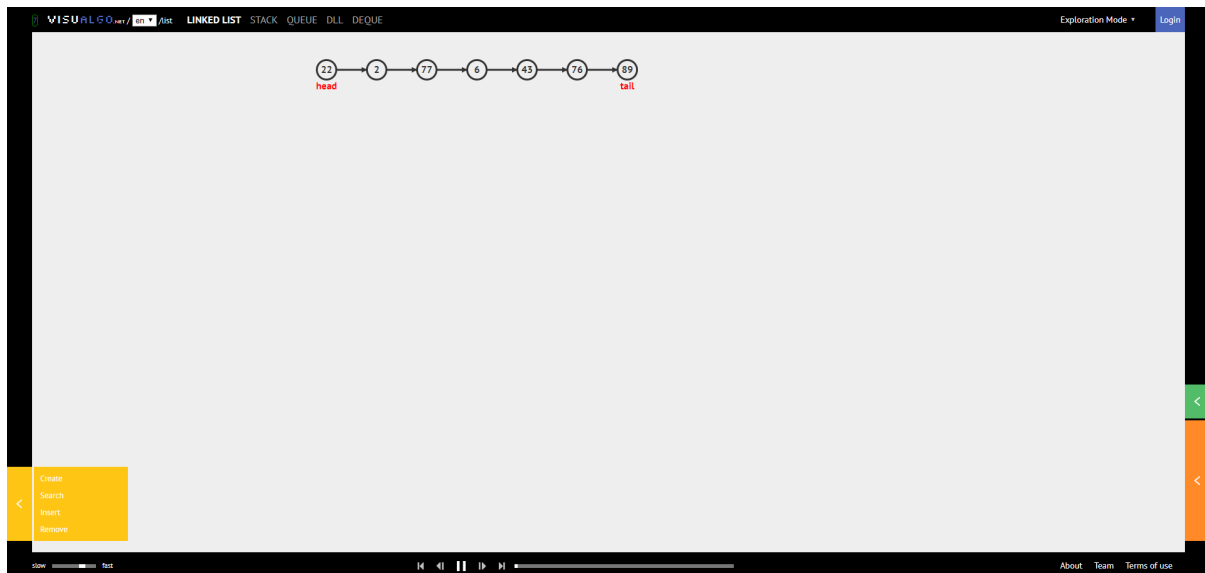 7 VISUALGO.NET / en /list LINKED LIST STACK QUEUE DLL DEQUE Exploration Mode Login
22 2 77 6 43 76 89
head tail
Create
Search
Insert
Remove
slow fast About Team Terms of use